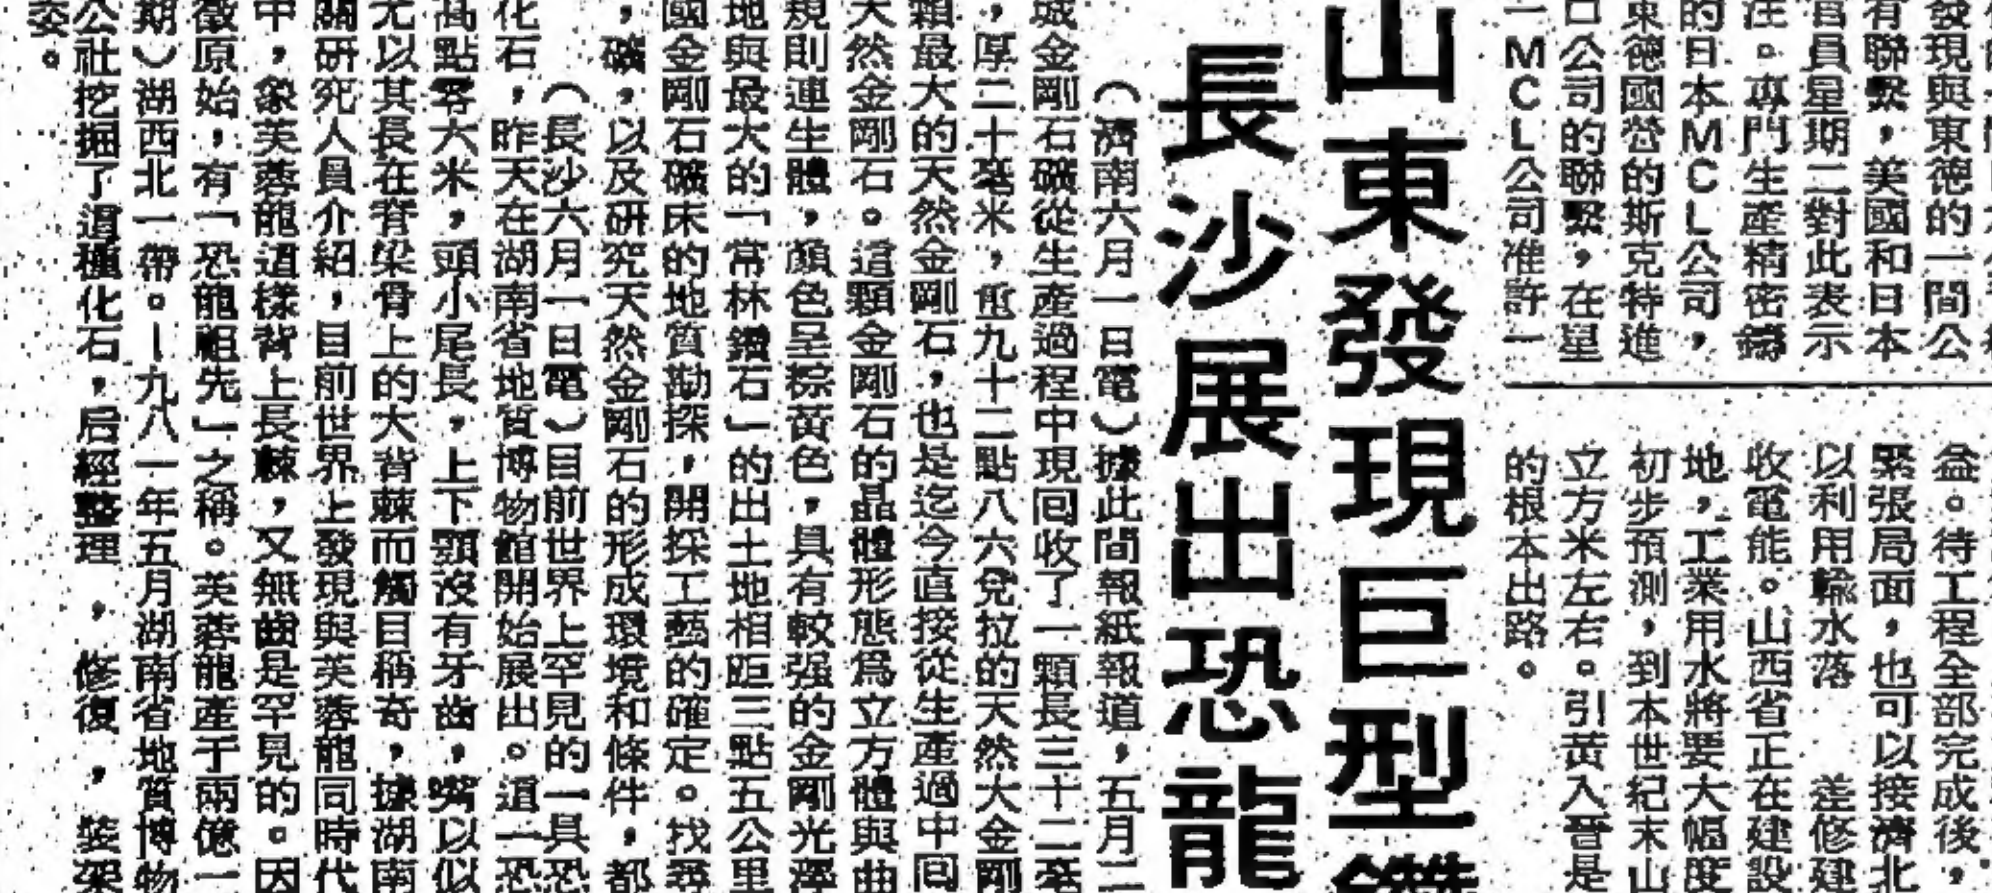 發現與東德的一間公
有聯繫，美國和日本
官員星期二對此表示
注。專門生產精密鑄
的日本MCL公司，
東德國營的斯克特進
口公司的聯繫，在星
一MCL公司准許一
益。待工程全部完成後，
緊張局面，也可以接濟北
以利用輸水落　差修建
收電能。山西省正在建設
地，工業用水將要大幅度
初步預測，到本世紀末山
立方米左右。引黃入晉是
的根本出路。
山東發現巨型鑽
長沙展出恐龍
（濟南六月一日電）據此間報紙報道，五月二
城金剛石礦從生產過程中現回收了一顆長三十二毫
，厚二十毫米，重九十二點八六克拉的天然大金剛
顆最大的天然金剛石，也是迄今直接從生產過中回
天然金剛石。這顆金剛石的晶體形態為立方體與曲
規則連生體，顏色呈棕黃色，具有較强的金剛光澤
地與最大的「常林鑽石」的出土地相距三點五公里
國金剛石礦床的地質勘探，開採工藝的確定。找尋
，礦，以及研究天然金剛石的形成環境和條件，都
（長沙六月一日電）目前世界上罕見的一具恐
化石，昨天在湖南省地質博物館開始展出。這一恐
高點零六米，頭小尾長，上下顎沒有牙齒，嘴以似
尤以其長在脊梁骨上的大背棘而觸目稱奇，據湖南
關研究人員介紹，目前世界上發現與芙蓉龍同時代
中，象芙蓉龍這樣背上長棘，又無齒是罕見的。因
徵原始，有「恐龍祖先」之稱。芙蓉龍產于兩億一
期）湖西北一帶。一九八一年五月湖南省地質博物
公社挖掘了這種化石，后經整理，修復，裝架
委。